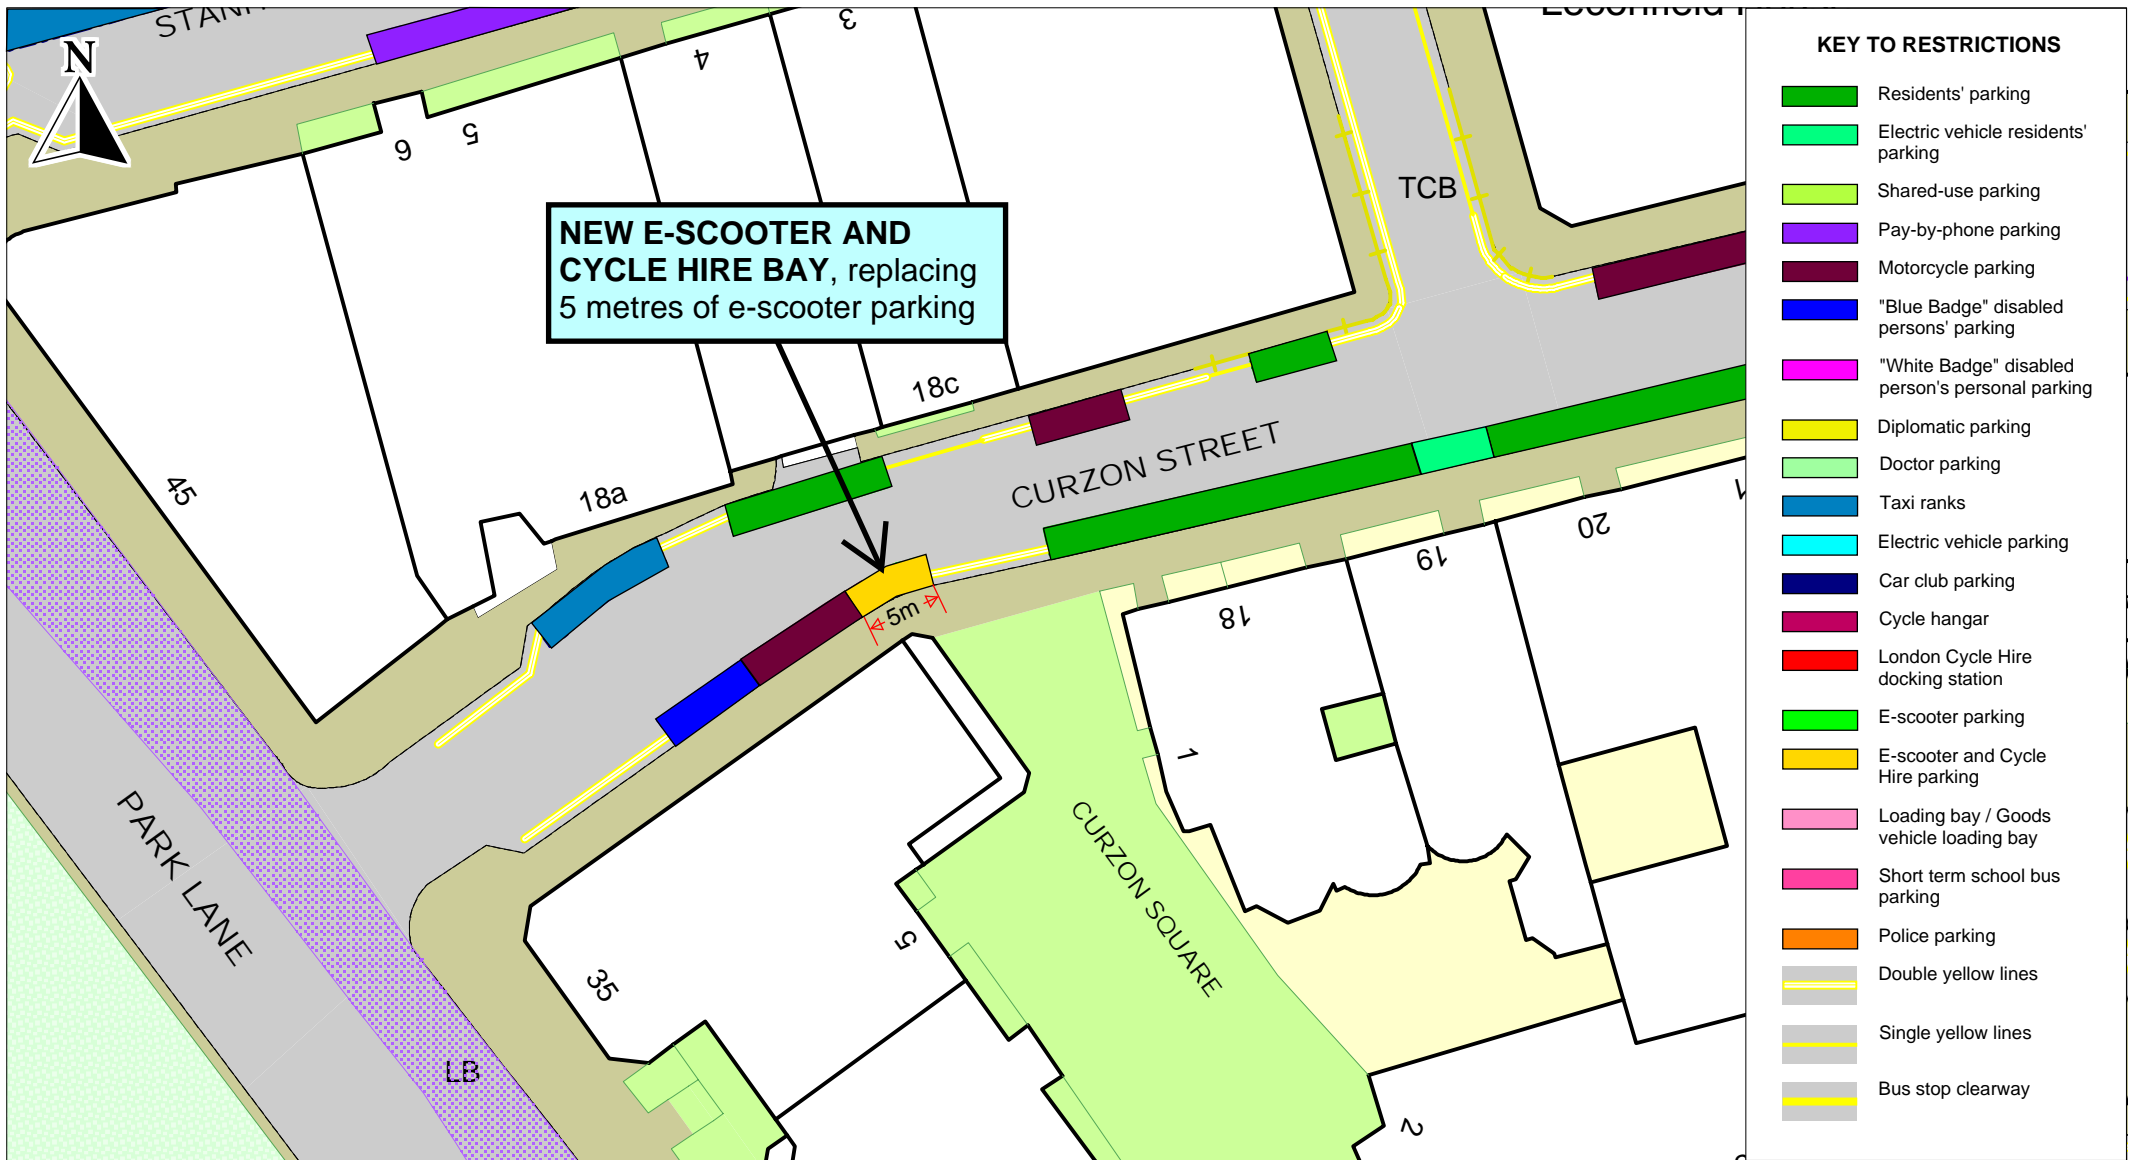 N
6
5
4
3
NEW E-SCOOTER AND
CYCLE HIRE BAY, replacing
5 metres of e-scooter parking
TCB
18c
18a
45
CURZON STREET
5m
18
19
20
1
PARK LANE
CURZON SQUARE
35
5
LB
2
KEY TO RESTRICTIONS
Residents' parking
Electric vehicle residents'
parking
Shared-use parking
Pay-by-phone parking
Motorcycle parking
"Blue Badge" disabled
persons' parking
"White Badge" disabled
person's personal parking
Diplomatic parking
Doctor parking
Taxi ranks
Electric vehicle parking
Car club parking
Cycle hangar
London Cycle Hire
docking station
E-scooter parking
E-scooter and Cycle
Hire parking
Loading bay / Goods
vehicle loading bay
Short term school bus
parking
Police parking
Double yellow lines
Single yellow lines
Bus stop clearway